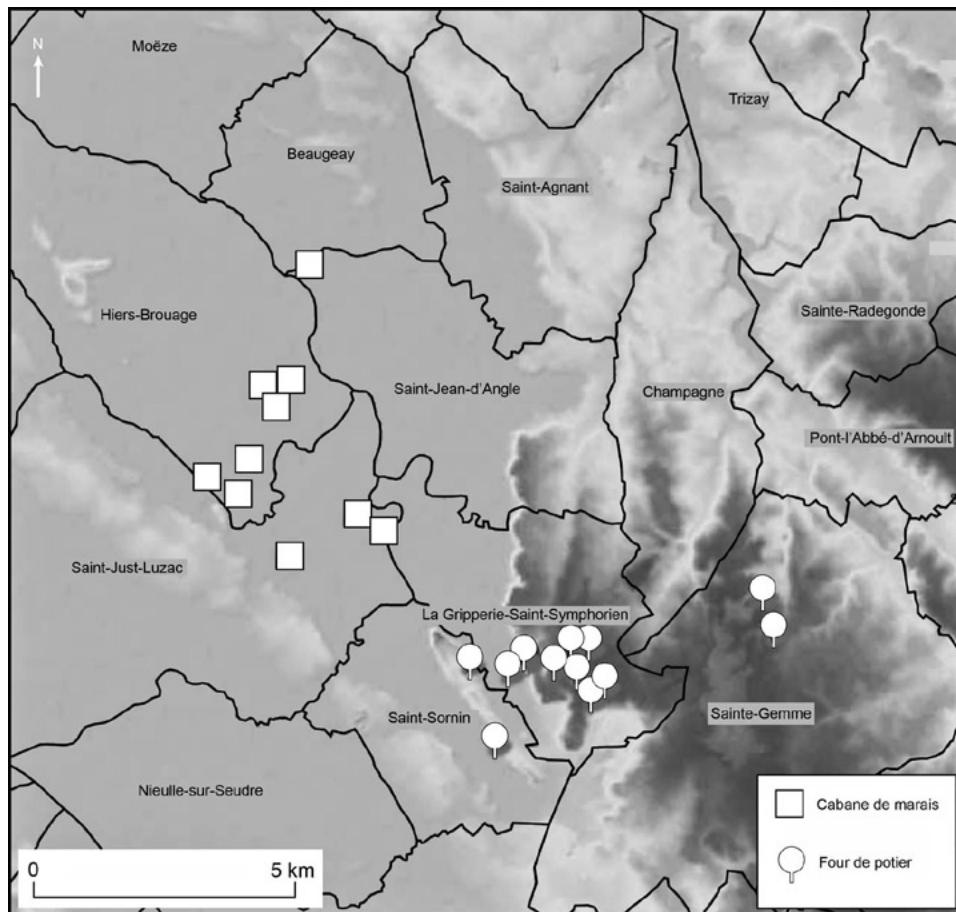 Moëze
N
Trizay
Beaugeay
Saint-Agnant
Hiers-Brouage
Sainte-Radegonde
Saint-Jean-d'Angle
Champagne
Pont-l'Abbé-d'Arnoult
Saint-Just-Luzac
La Gripperie-Saint-Symphorien
Saint-Sornin
Sainte-Gemme
Nieulle-sur-Seudre
Cabane de marais
Four de potier
0 5 km